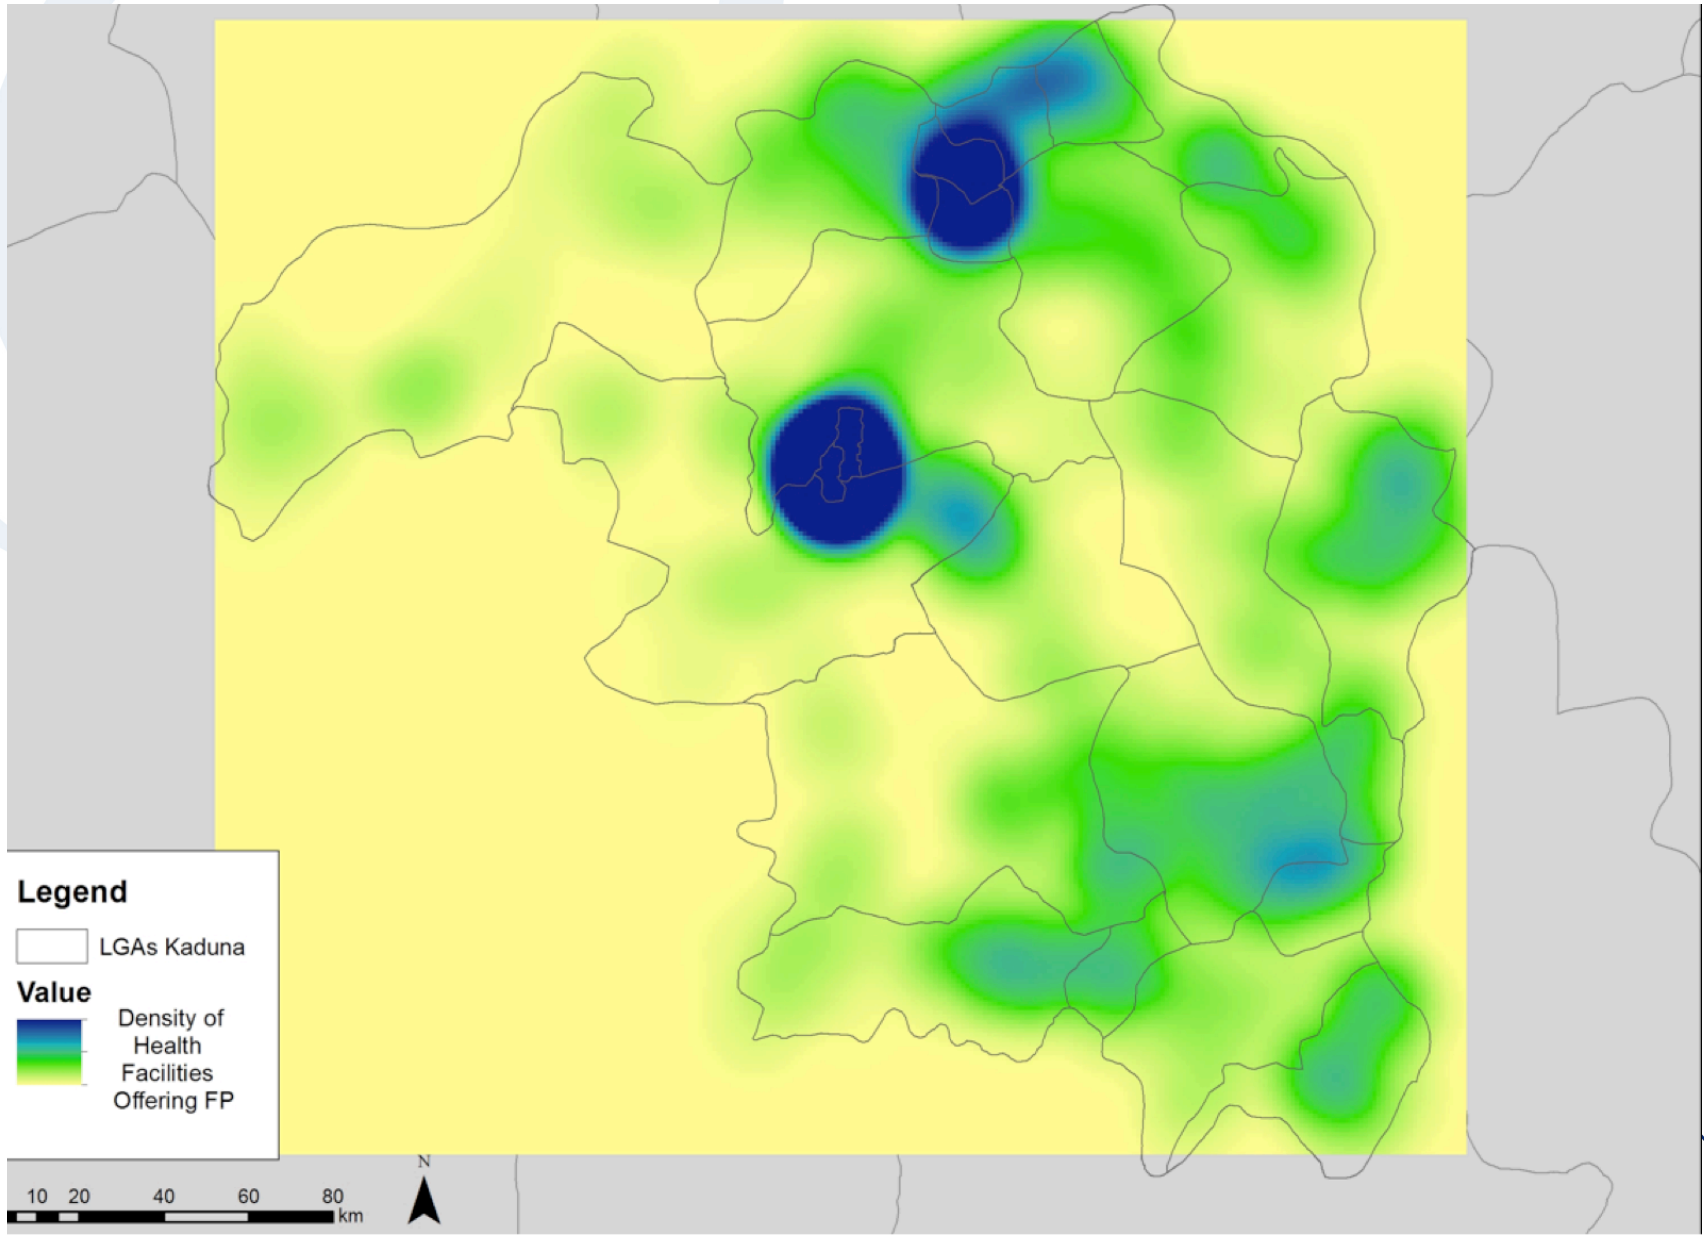 Legend
LGAs Kaduna
Value
Density of
Health
Facilities
Offering FP
N
10 20 40 60 80
km